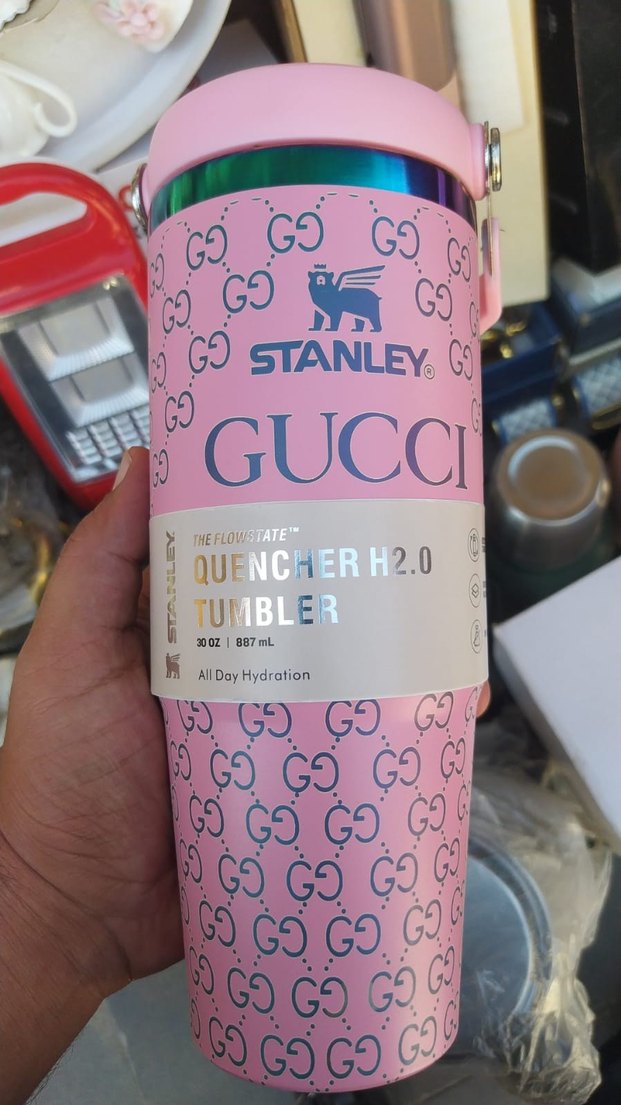 STANLEY®
GUCCI
STANLEY
THE FLOWSTATE™
QUENCHER H2.0
TUMBLER
30 OZ | 887 mL
All Day Hydration